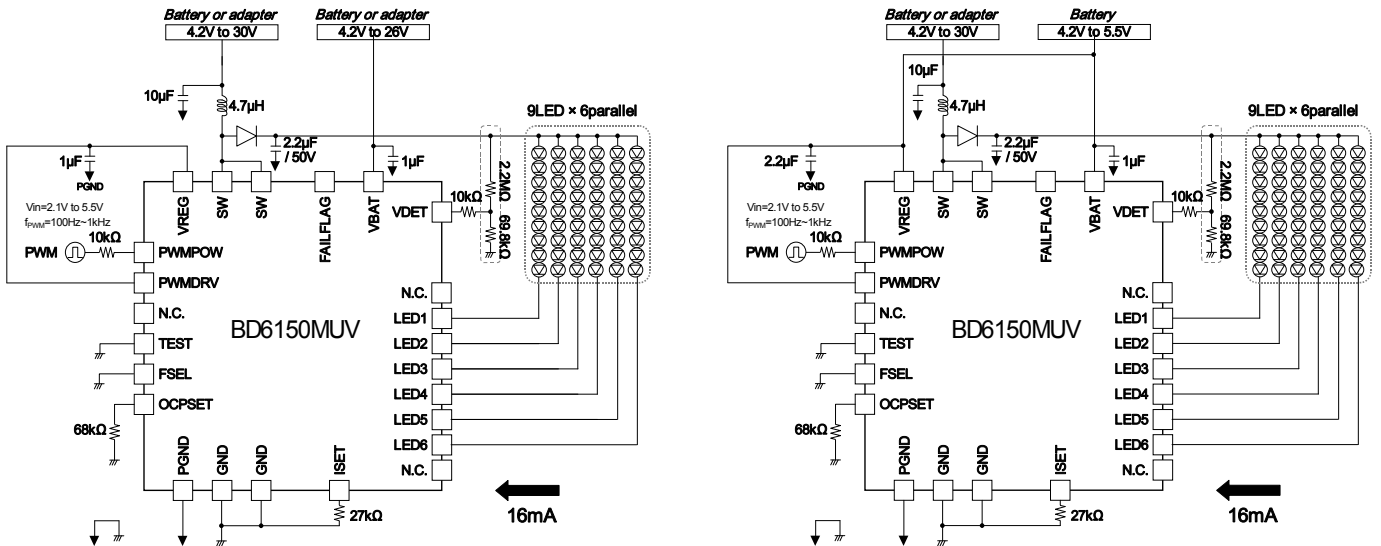 Battery or adapter
4.2V to 30V
Battery or adapter
4.2V to 26V
10µF
4.7µH
9LED × 6parallel
1µF
PGND
2.2µF
/ 50V
1µF
2.2MΩ
69.8kΩ
10kΩ
VREG
SW
SW
FAILFLAG
VBAT
VDET
Vin=2.1V to 5.5V
fPWM=100Hz~1kHz
10kΩ
PWM
PWMPOW
PWMDRV
N.C.
TEST
FSEL
OCPSET
68kΩ
BD6150MUV
N.C.
LED1
LED2
LED3
LED4
LED5
LED6
N.C.
PGND
GND
GND
ISET
27kΩ
16mA
Battery or adapter
4.2V to 30V
Battery
4.2V to 5.5V
10µF
4.7µH
9LED × 6parallel
2.2µF
PGND
2.2µF
/ 50V
1µF
2.2MΩ
69.8kΩ
10kΩ
VREG
SW
SW
FAILFLAG
VBAT
VDET
Vin=2.1V to 5.5V
fPWM=100Hz~1kHz
10kΩ
PWM
PWMPOW
PWMDRV
N.C.
TEST
FSEL
OCPSET
68kΩ
BD6150MUV
N.C.
LED1
LED2
LED3
LED4
LED5
LED6
N.C.
PGND
GND
GND
ISET
27kΩ
16mA